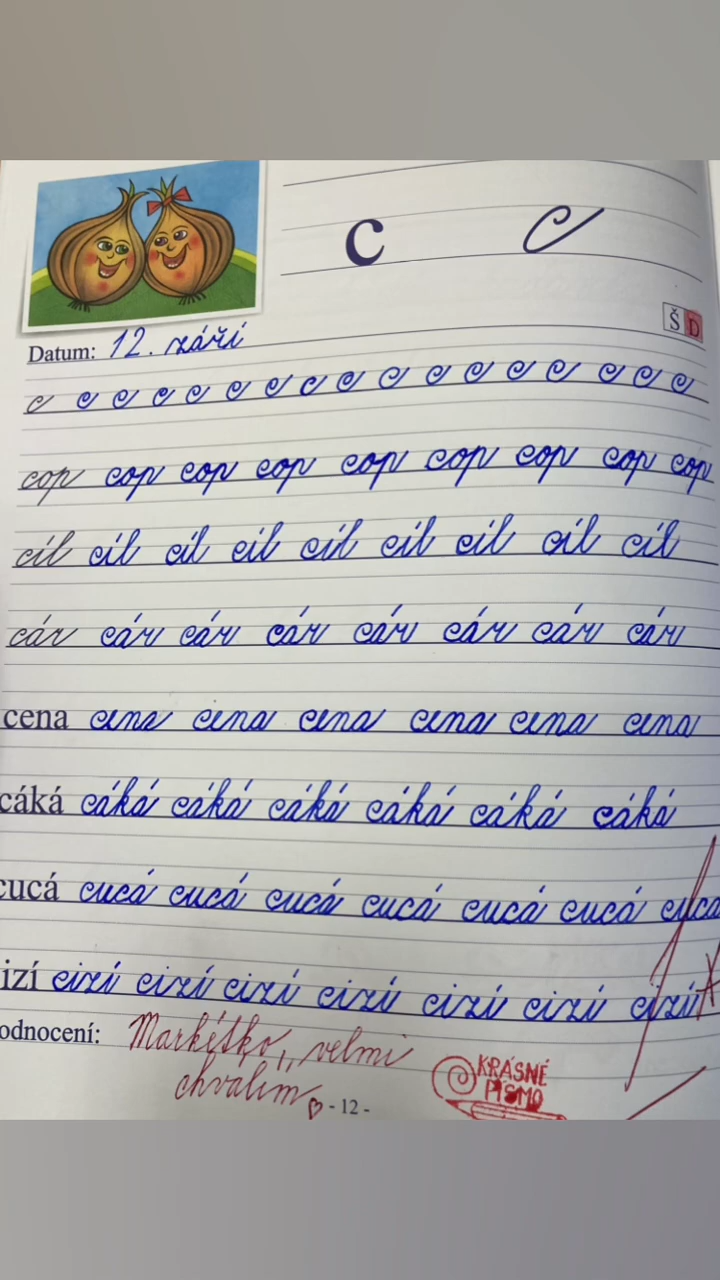 c c
Š D
Datum: 12. září
c c c c c c c c c c c c c c c c c
cop cop cop cop cop cop cop cop cop
cíl cíl cíl cíl cíl cíl cíl cíl cíl
cár cár cár cár cár cár cár cár
cena cena cena cena cena cena cena
cáká cáká cáká cáká cáká cáká cáká
cucá cucá cucá cucá cucá cucá cucá cuca
izí cizí cizí cizí cizí cizí cizí cizí
odnocení: Markétko, velmi
chválím
KRÁSNÉ
PÍSMO
- 12 -